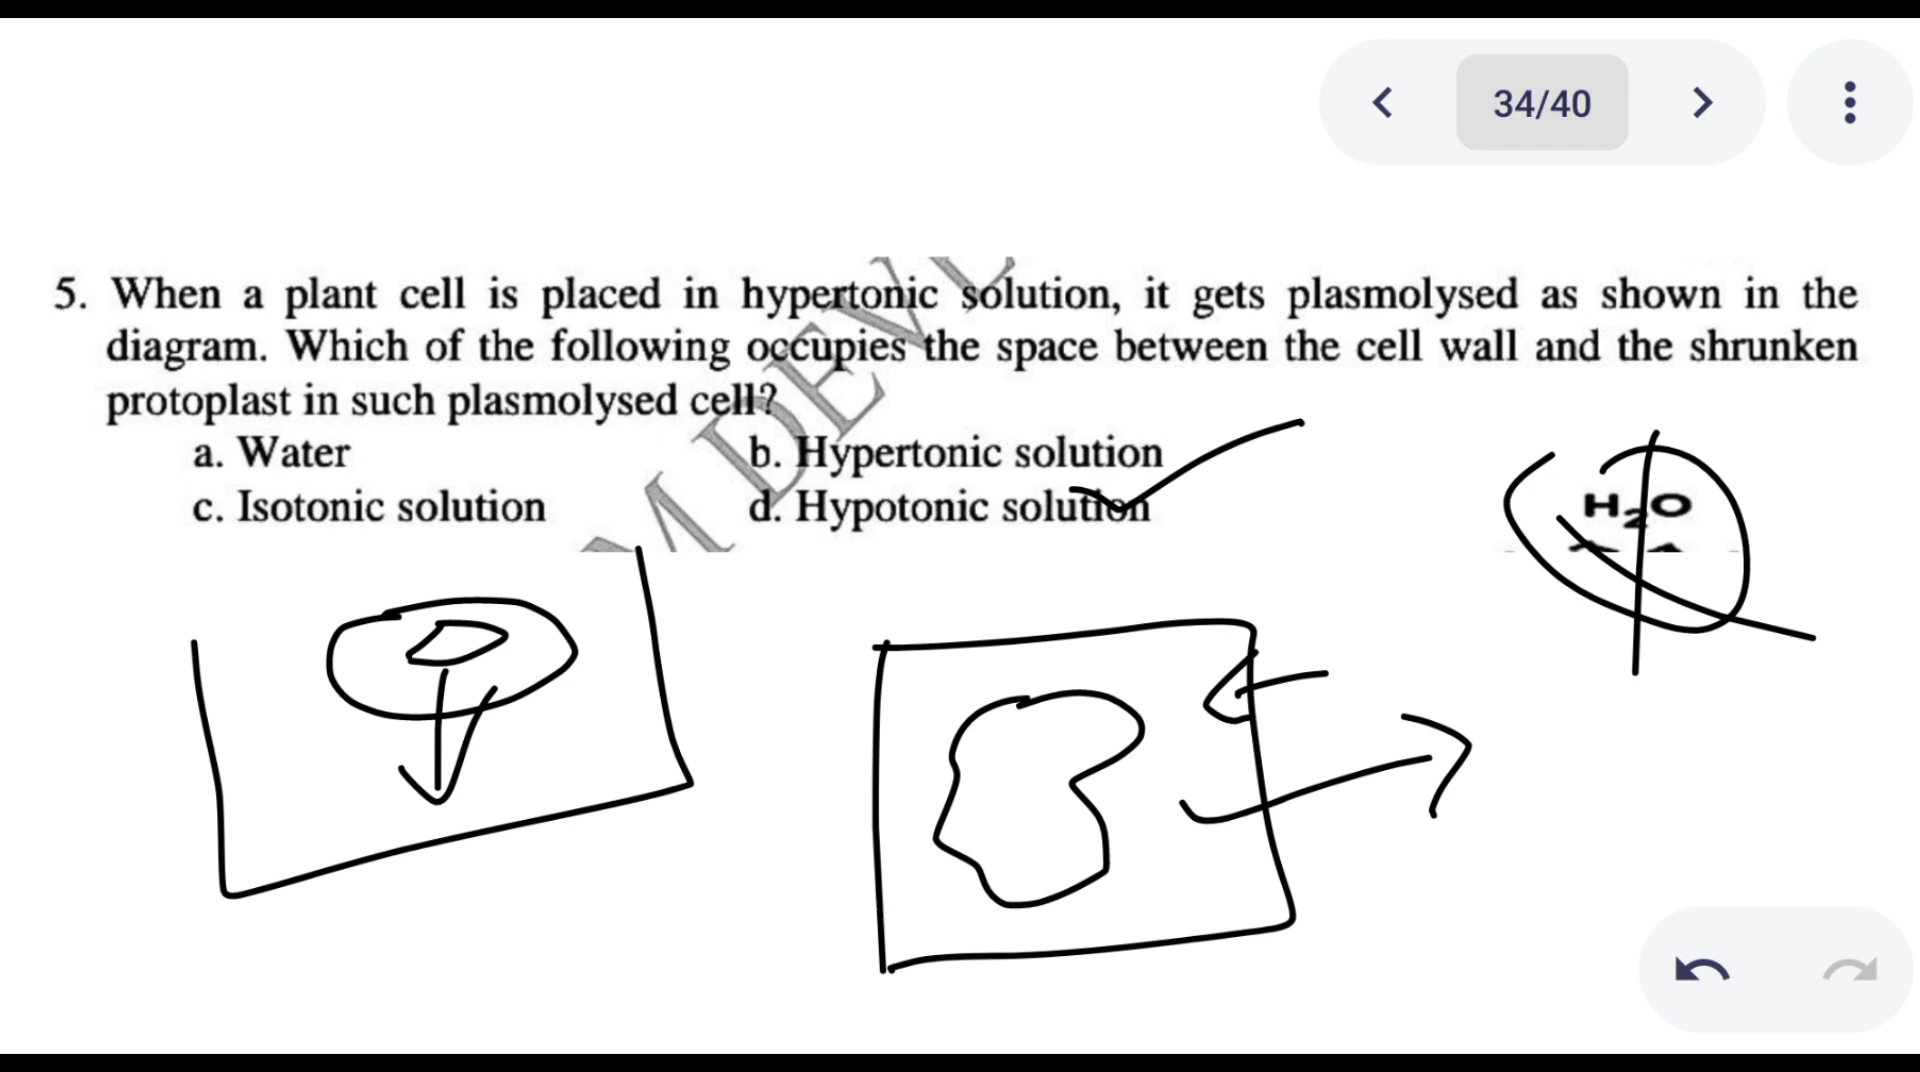 34/40
5. When a plant cell is placed in hypertonic solution, it gets plasmolysed as shown in the
diagram. Which of the following occupies the space between the cell wall and the shrunken
protoplast in such plasmolysed cell?
a. Water b. Hypertonic solution
c. Isotonic solution d. Hypotonic solution
H₂O
M DEVE